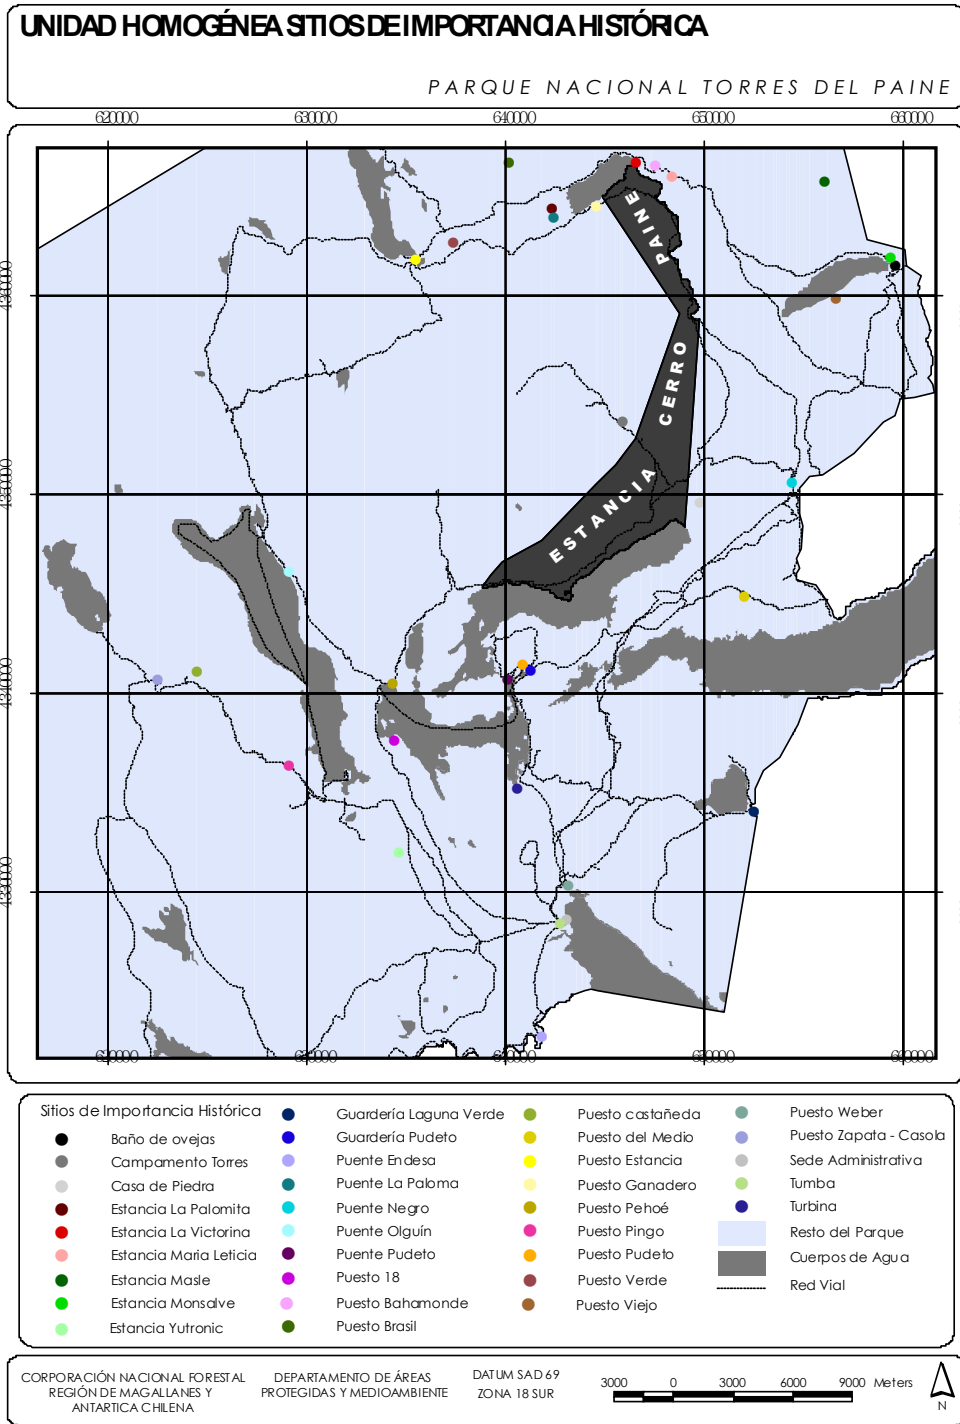 UNIDAD HOMOGÉNEA SITIOS DE IMPORTANCIA HISTÓRICA
PARQUE NACIONAL TORRES DEL PAINE
620000 630000 640000 650000 660000
PAINE
CERRO
ESTANCIA
Sitios de Importancia Histórica
Baño de ovejas
Campamento Torres
Casa de Piedra
Estancia La Palomita
Estancia La Victorina
Estancia Maria Leticia
Estancia Masle
Estancia Monsalve
Estancia Yutronic
Guardería Laguna Verde
Guardería Pudeto
Puente Endesa
Puente La Paloma
Puente Negro
Puente Olguín
Puente Pudeto
Puesto 18
Puesto Bahamonde
Puesto Brasil
Puesto castañeda
Puesto del Medio
Puesto Estancia
Puesto Ganadero
Puesto Pehoé
Puesto Pingo
Puesto Pudeto
Puesto Verde
Puesto Viejo
Puesto Weber
Puesto Zapata - Casola
Sede Administrativa
Tumba
Turbina
Resto del Parque
Cuerpos de Agua
Red Vial
CORPORACIÓN NACIONAL FORESTAL
REGIÓN DE MAGALLANES Y
ANTARTICA CHILENA
DEPARTAMENTO DE ÁREAS
PROTEGIDAS Y MEDIOAMBIENTE
DATUM SAD 69
ZONA 18 SUR
3000 0 3000 6000 9000 Meters
N